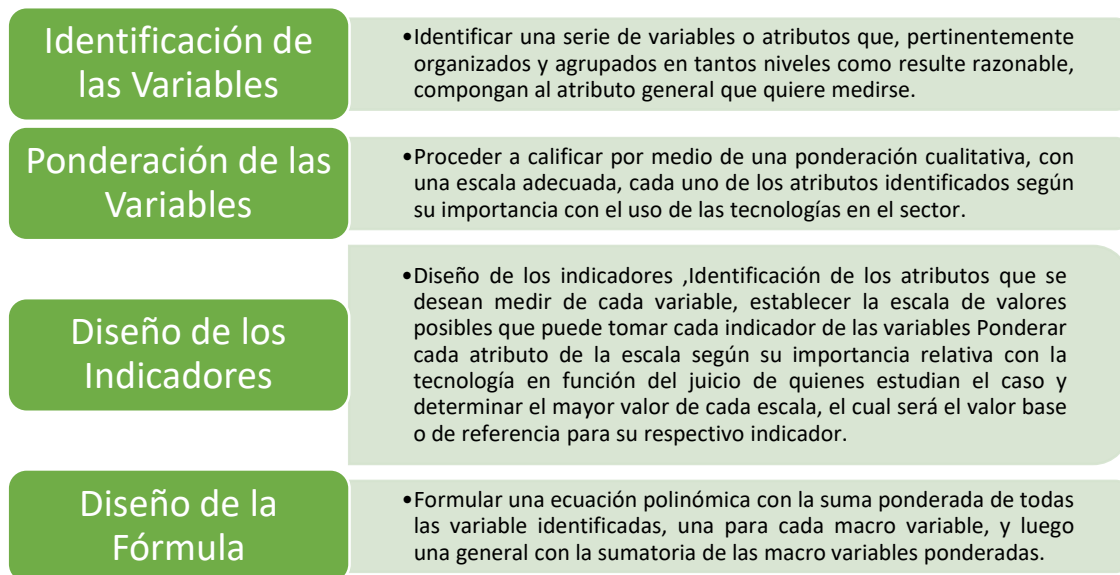 Identificación de
las Variables
•Identificar una serie de variables o atributos que, pertinentemente
organizados y agrupados en tantos niveles como resulte razonable,
compongan al atributo general que quiere medirse.
Ponderación de las
Variables
•Proceder a calificar por medio de una ponderación cualitativa, con
una escala adecuada, cada uno de los atributos identificados según
su importancia con el uso de las tecnologías en el sector.
Diseño de los
Indicadores
•Diseño de los indicadores ,Identificación de los atributos que se
desean medir de cada variable, establecer la escala de valores
posibles que puede tomar cada indicador de las variables Ponderar
cada atributo de la escala según su importancia relativa con la
tecnología en función del juicio de quienes estudian el caso y
determinar el mayor valor de cada escala, el cual será el valor base
o de referencia para su respectivo indicador.
Diseño de la
Fórmula
•Formular una ecuación polinómica con la suma ponderada de todas
las variable identificadas, una para cada macro variable, y luego
una general con la sumatoria de las macro variables ponderadas.